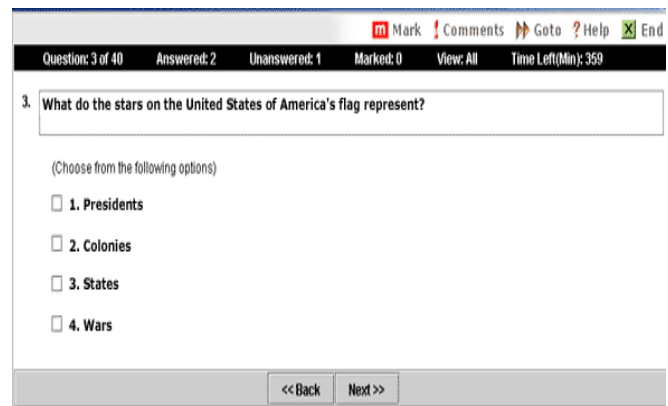 m Mark ! Comments Goto ? Help X End
Question: 3 of 40 Answered: 2 Unanswered: 1 Marked: 0 View: All Time Left(Min): 359
3. What do the stars on the United States of America's flag represent?
(Choose from the following options)
1. Presidents
2. Colonies
3. States
4. Wars
<< Back Next >>